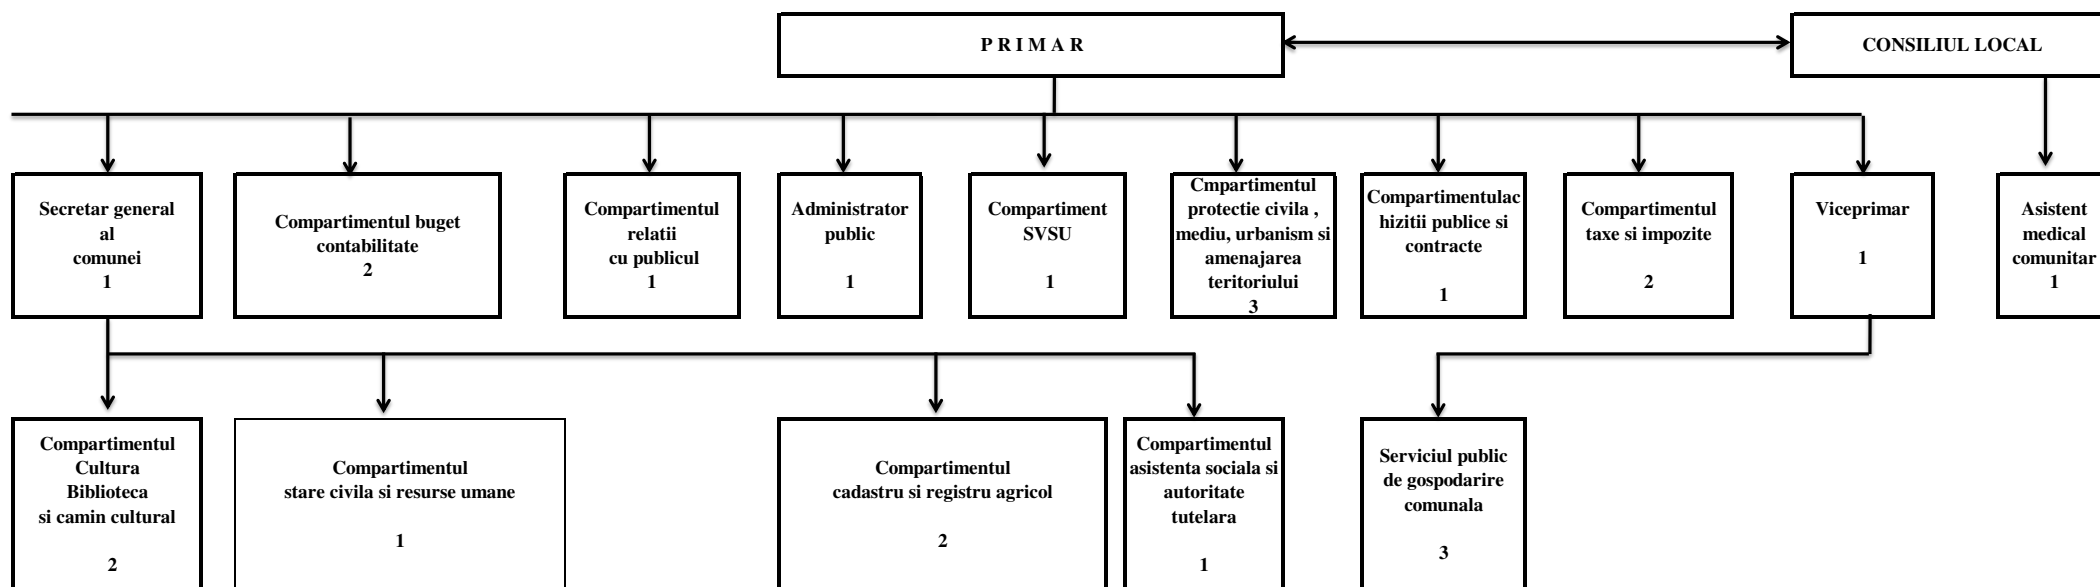 P R I M A R
CONSILIUL LOCAL
Secretar general
al
comunei
1
Compartimentul buget
contabilitate
2
Compartimentul
relatii
cu publicul
1
Administrator
public
1
Compartiment
SVSU
1
Cmpartimentul
protectie civila ,
mediu, urbanism si
amenajarea
teritoriului
3
Compartimentulac
hizitii publice si
contracte
1
Compartimentul
taxe si impozite
2
Viceprimar
1
Asistent
medical
comunitar
1
Compartimentul
Cultura
Biblioteca
si camin cultural
2
Compartimentul
stare civila si resurse umane
1
Compartimentul
cadastru si registru agricol
2
Compartimentul
asistenta sociala si
autoritate
tutelara
1
Serviciul public
de gospodarire
comunala
3